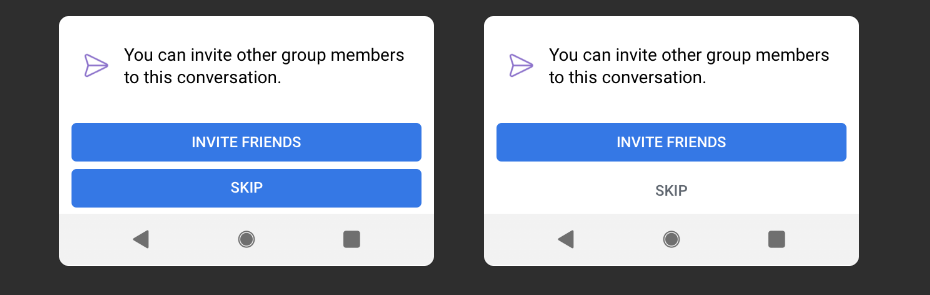 You can invite other group members
to this conversation.
INVITE FRIENDS
SKIP
You can invite other group members
to this conversation.
INVITE FRIENDS
SKIP